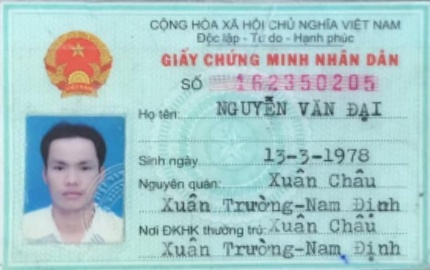 CỘNG HÒA XÃ HỘI CHỦ NGHĨA VIỆT NAM
Độc lập - Tự do - Hạnh phúc
GIẤY CHỨNG MINH NHÂN DÂN
SỐ 162350205
Họ tên: NGUYỄN VĂN ĐẠI
Sinh ngày 13-3-1978
Nguyên quán: Xuân Châu
Xuân Trường-Nam Định
Nơi ĐKHK thường trú: Xuân Châu
Xuân Trường-Nam Định